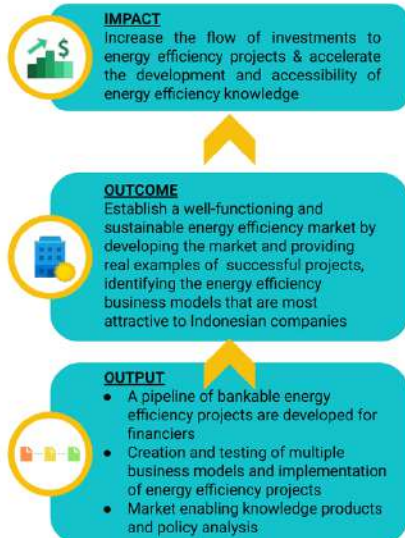 IMPACT
Increase the flow of investments to
energy efficiency projects & accelerate
the development and accessibility of
energy efficiency knowledge
OUTCOME
Establish a well-functioning and
sustainable energy efficiency market by
developing the market and providing
real examples of successful projects,
identifying the energy efficiency
business models that are most
attractive to Indonesian companies
OUTPUT
● A pipeline of bankable energy
efficiency projects are developed for
financiers
● Creation and testing of multiple
business models and implementation
of energy efficiency projects
● Market enabling knowledge products
and policy analysis